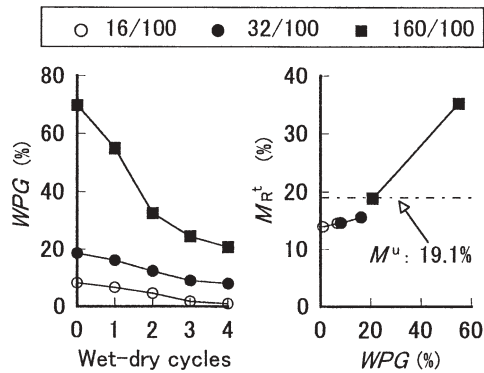 ○ 16/100 ● 32/100 ■ 160/100
80
60
40
20
0
WPG (%)
0 1 2 3 4
Wet-dry cycles
40
30
20
10
0
M_R^t (%)
M^u: 19.1%
0 20 40 60
WPG (%)